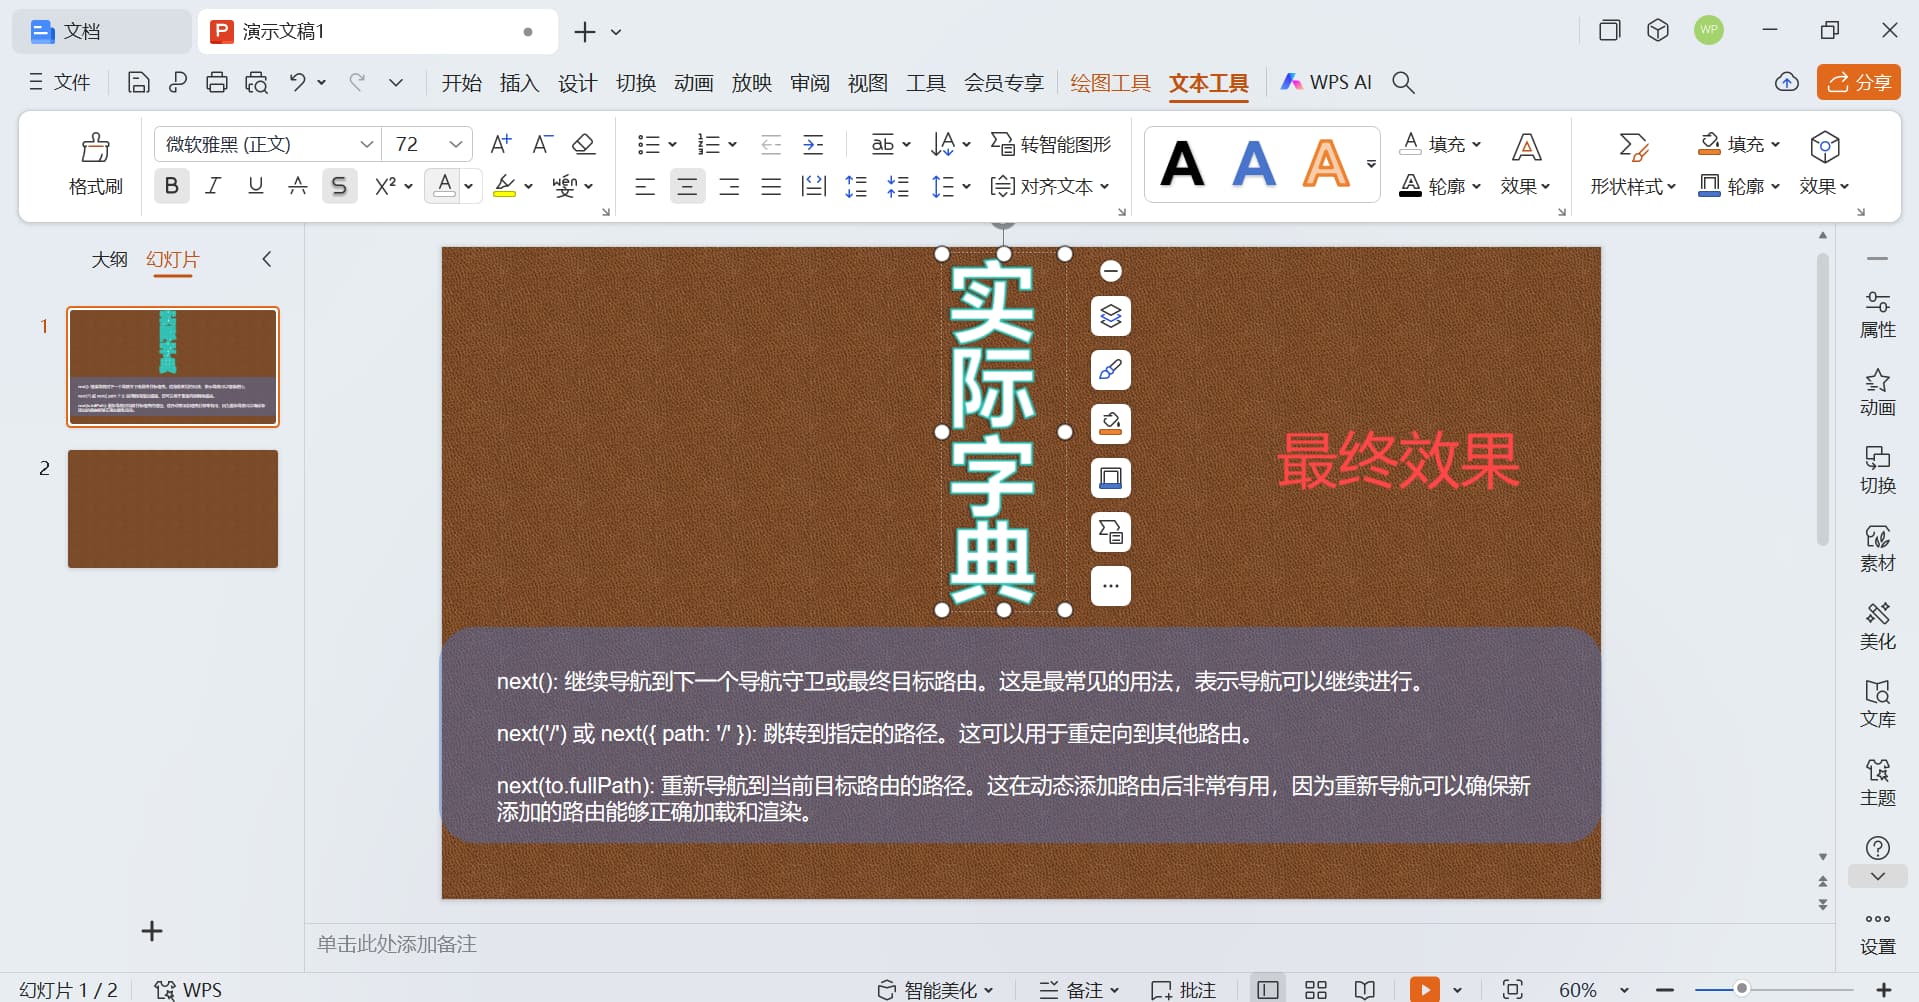 文档
演示文稿1
WP
文件
开始 插入 设计 切换 动画 放映 审阅 视图 工具 会员专享 绘图工具 文本工具 WPS AI
分享
格式刷
微软雅黑 (正文) 72
转智能图形
对齐文本
填充
轮廓
效果
形状样式
填充
轮廓
效果
大纲 幻灯片
1
2
实际字典
最终效果
next(): 继续导航到下一个导航守卫或最终目标路由。这是最常见的用法，表示导航可以继续进行。
next('/') 或 next({ path: '/' }): 跳转到指定的路径。这可以用于重定向到其他路由。
next(to.fullPath): 重新导航到当前目标路由的路径。这在动态添加路由后非常有用，因为重新导航可以确保新
添加的路由能够正确加载和渲染。
属性
动画
切换
素材
美化
文库
主题
设置
单击此处添加备注
幻灯片 1 / 2 WPS 智能美化 备注 批注 60%